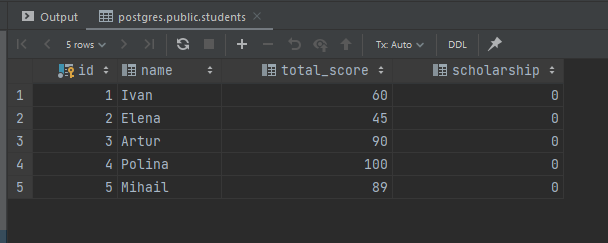 Output postgres.public.students
5 rows Tx: Auto DDL
id name total_score scholarship
1 1 Ivan 60 0
2 2 Elena 45 0
3 3 Artur 90 0
4 4 Polina 100 0
5 5 Mihail 89 0